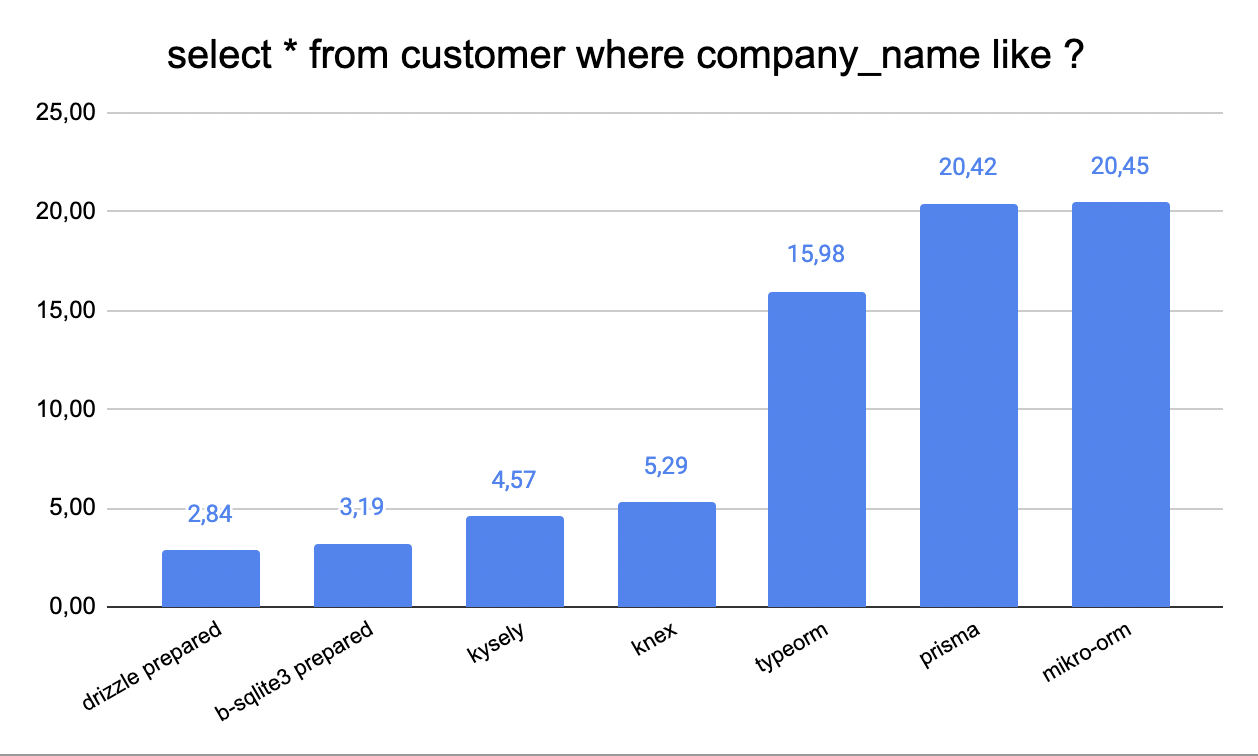 select * from customer where company_name like ?
25,00
20,00
15,00
10,00
5,00
0,00
2,84
3,19
4,57
5,29
15,98
20,42
20,45
drizzle prepared
b-sqlite3 prepared
kysely
knex
typeorm
prisma
mikro-orm